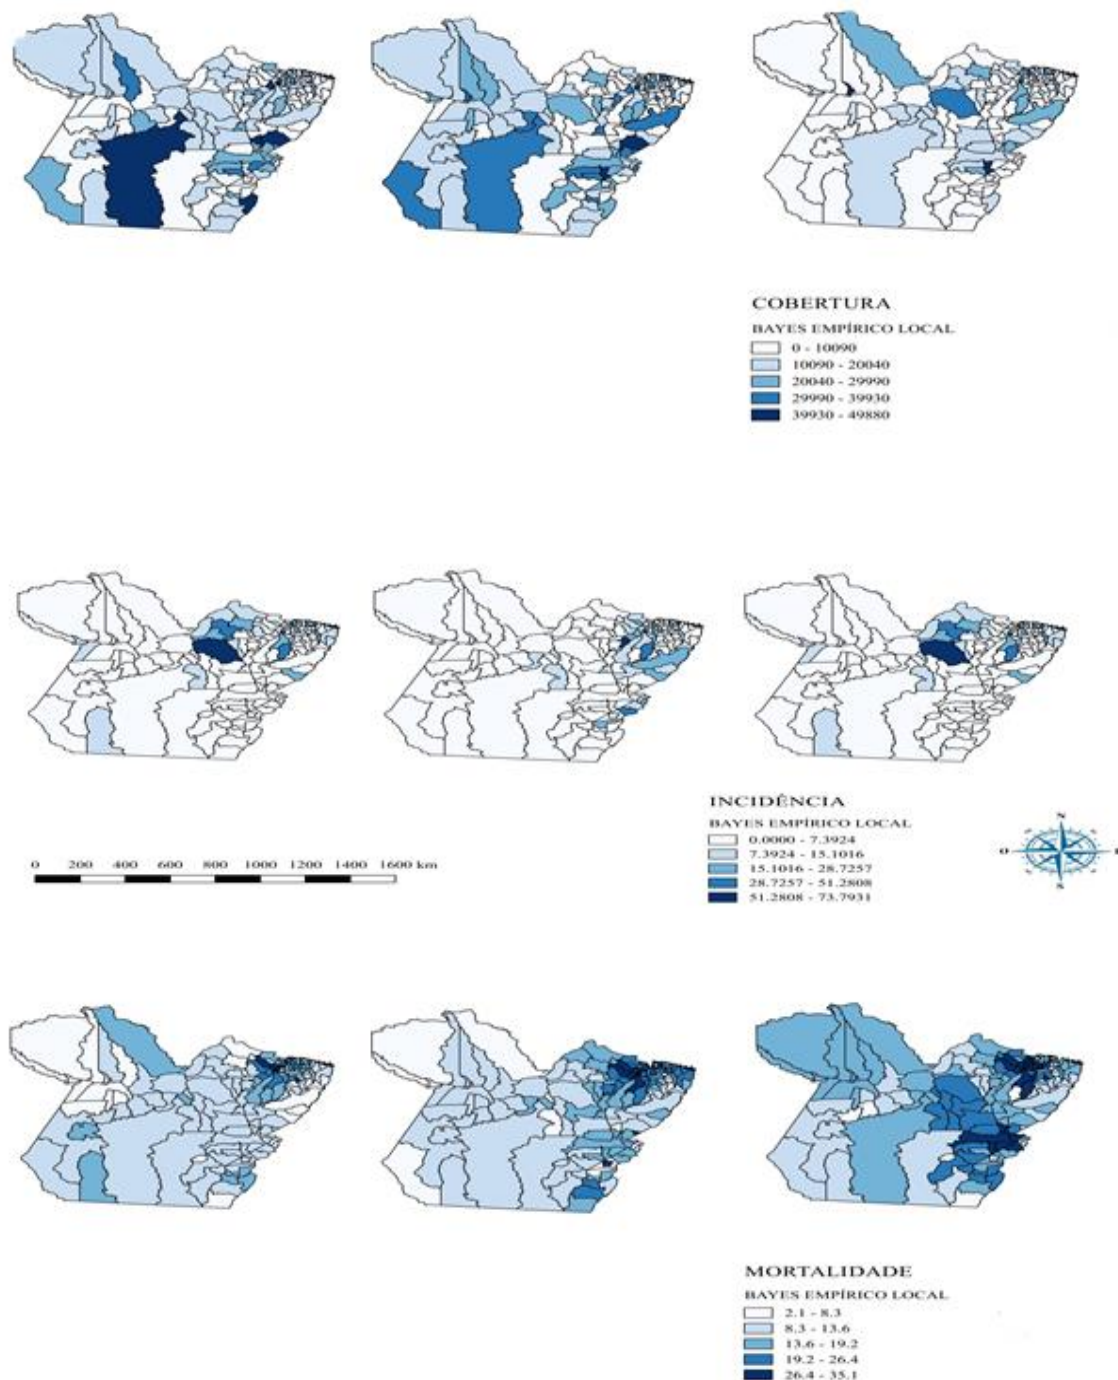 COBERTURA
BAYES EMPÍRICO LOCAL
0 - 10090
10090 - 20040
20040 - 29990
29990 - 39930
39930 - 49880
INCIDÊNCIA
BAYES EMPÍRICO LOCAL
0.0000 - 7.3924
7.3924 - 15.1016
15.1016 - 28.7257
28.7257 - 51.2808
51.2808 - 73.7931
N
O
S
0 200 400 600 800 1000 1200 1400 1600 km
MORTALIDADE
BAYES EMPÍRICO LOCAL
2.1 - 8.3
8.3 - 13.6
13.6 - 19.2
19.2 - 26.4
26.4 - 35.1